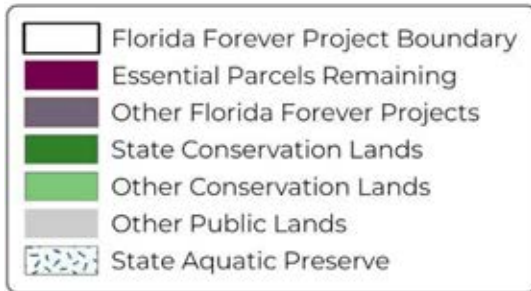 Florida Forever Project Boundary
Essential Parcels Remaining
Other Florida Forever Projects
State Conservation Lands
Other Conservation Lands
Other Public Lands
State Aquatic Preserve